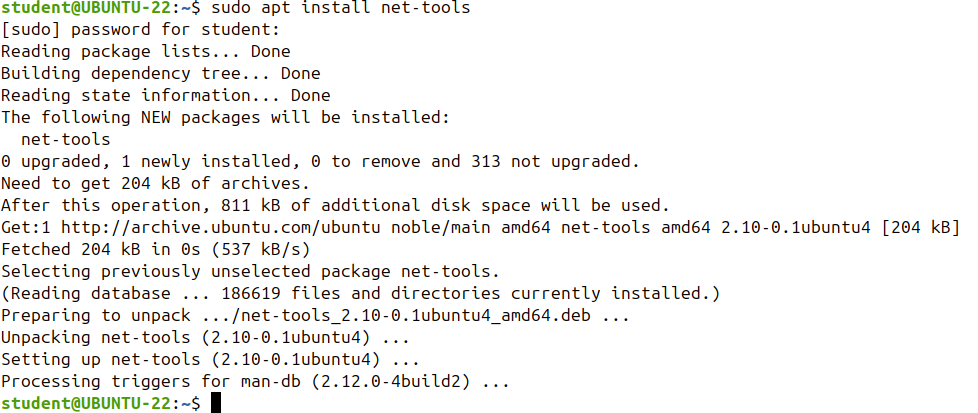 student@UBUNTU-22:~$ sudo apt install net-tools
[sudo] password for student:
Reading package lists... Done
Building dependency tree... Done
Reading state information... Done
The following NEW packages will be installed:
  net-tools
0 upgraded, 1 newly installed, 0 to remove and 313 not upgraded.
Need to get 204 kB of archives.
After this operation, 811 kB of additional disk space will be used.
Get:1 http://archive.ubuntu.com/ubuntu noble/main amd64 net-tools amd64 2.10-0.1ubuntu4 [204 kB]
Fetched 204 kB in 0s (537 kB/s)
Selecting previously unselected package net-tools.
(Reading database ... 186619 files and directories currently installed.)
Preparing to unpack .../net-tools_2.10-0.1ubuntu4_amd64.deb ...
Unpacking net-tools (2.10-0.1ubuntu4) ...
Setting up net-tools (2.10-0.1ubuntu4) ...
Processing triggers for man-db (2.12.0-4build2) ...
student@UBUNTU-22:~$